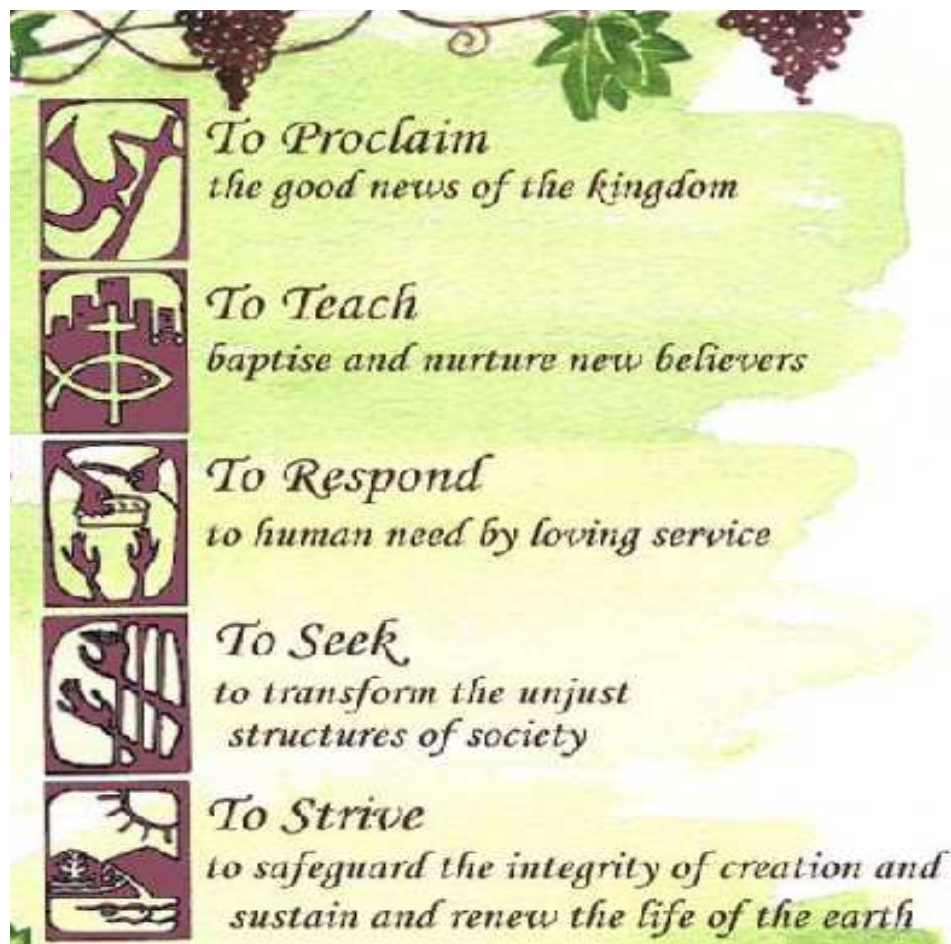 To Proclaim
the good news of the kingdom
To Teach
baptise and nurture new believers
To Respond
to human need by loving service
To Seek
to transform the unjust
structures of society
To Strive
to safeguard the integrity of creation and
sustain and renew the life of the earth